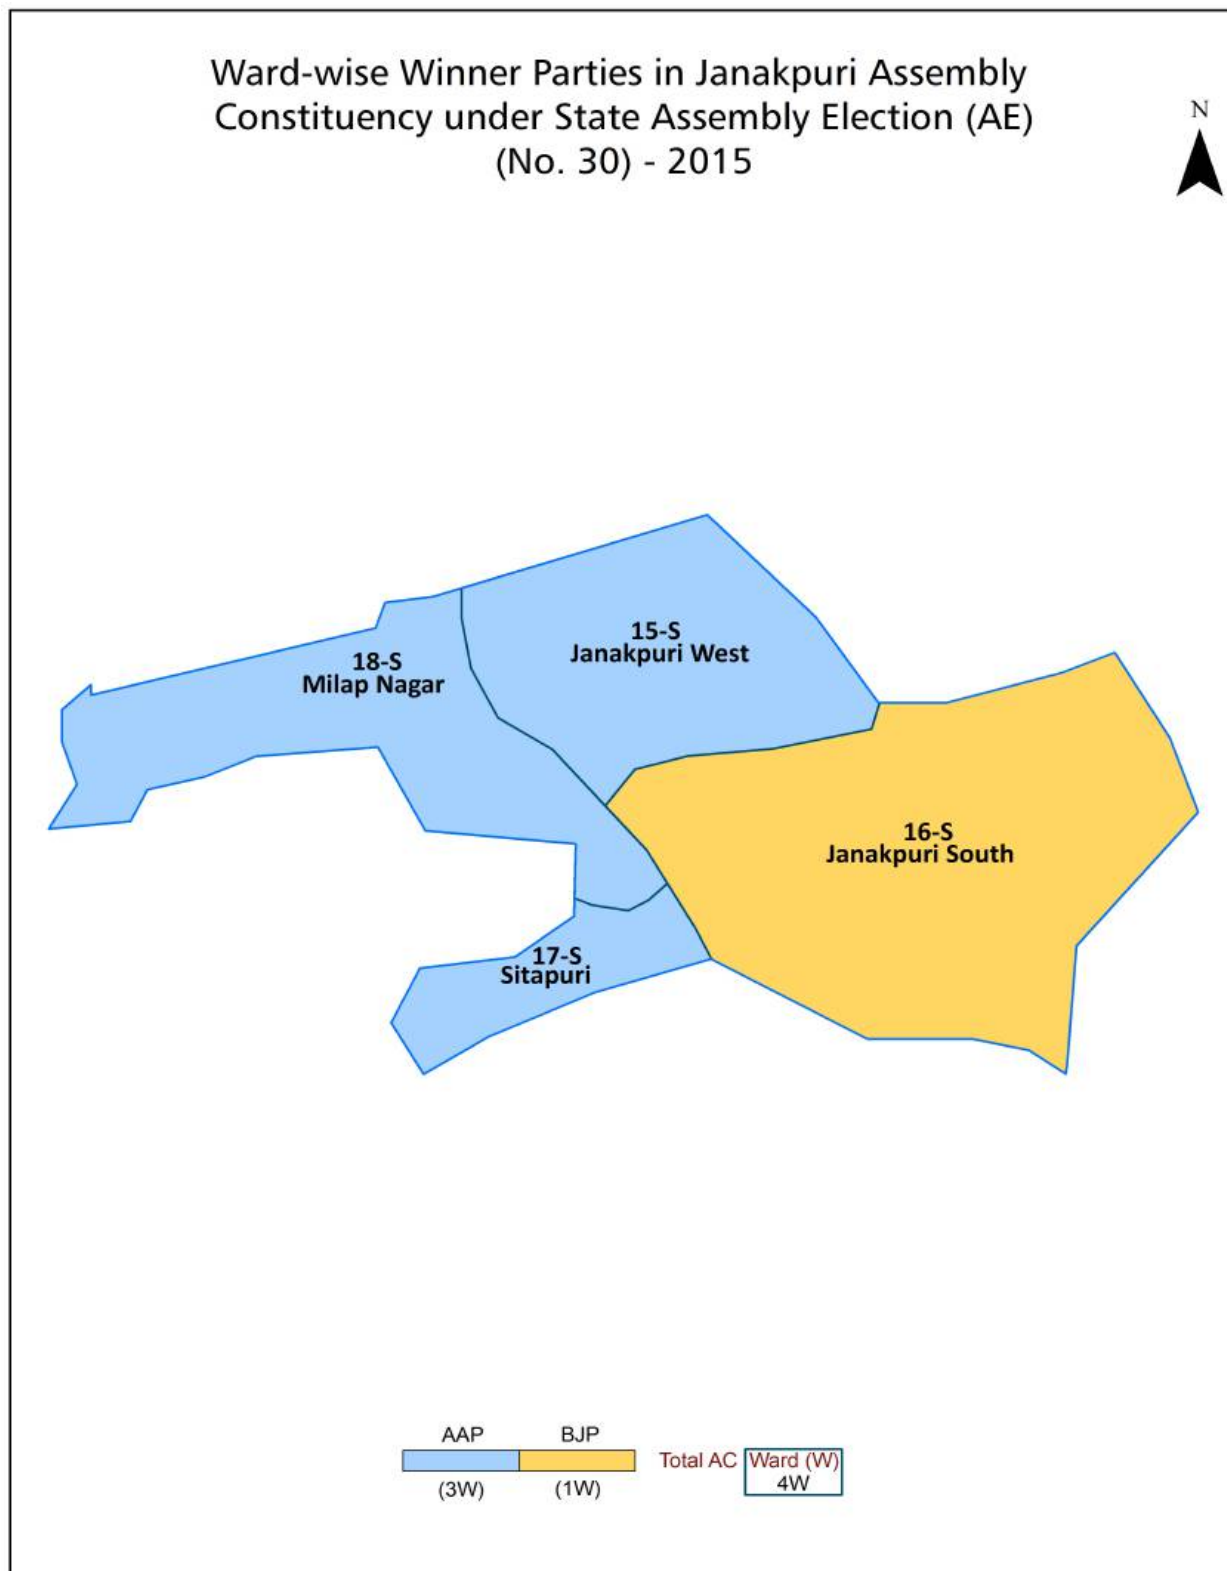 Ward-wise Winner Parties in Janakpuri Assembly
Constituency under State Assembly Election (AE)
(No. 30) - 2015
N
15-S
Janakpuri West
18-S
Milap Nagar
16-S
Janakpuri South
17-S
Sitapuri
AAP BJP
Total AC Ward (W)
4W
(3W) (1W)